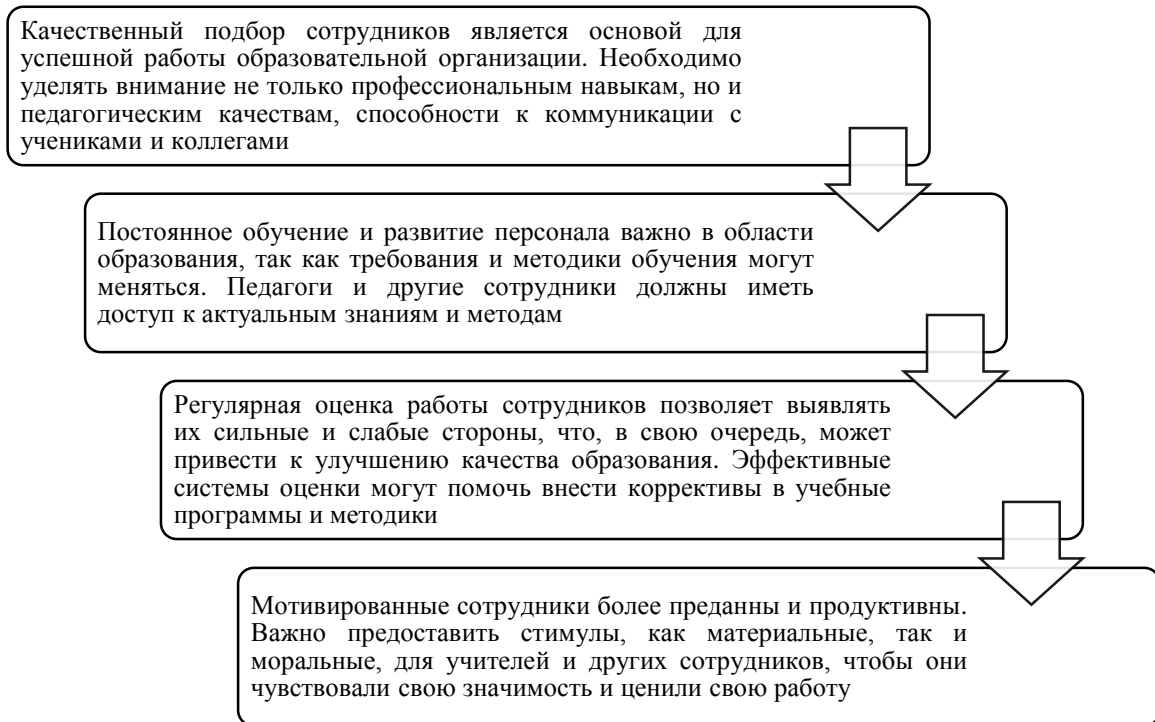 Качественный подбор сотрудников является основой для
успешной работы образовательной организации. Необходимо
уделять внимание не только профессиональным навыкам, но и
педагогическим качествам, способности к коммуникации с
учениками и коллегами
Постоянное обучение и развитие персонала важно в области
образования, так как требования и методики обучения могут
меняться. Педагоги и другие сотрудники должны иметь
доступ к актуальным знаниям и методам
Регулярная оценка работы сотрудников позволяет выявлять
их сильные и слабые стороны, что, в свою очередь, может
привести к улучшению качества образования. Эффективные
системы оценки могут помочь внести коррективы в учебные
программы и методики
Мотивированные сотрудники более преданны и продуктивны.
Важно предоставить стимулы, как материальные, так и
моральные, для учителей и других сотрудников, чтобы они
чувствовали свою значимость и ценили свою работу